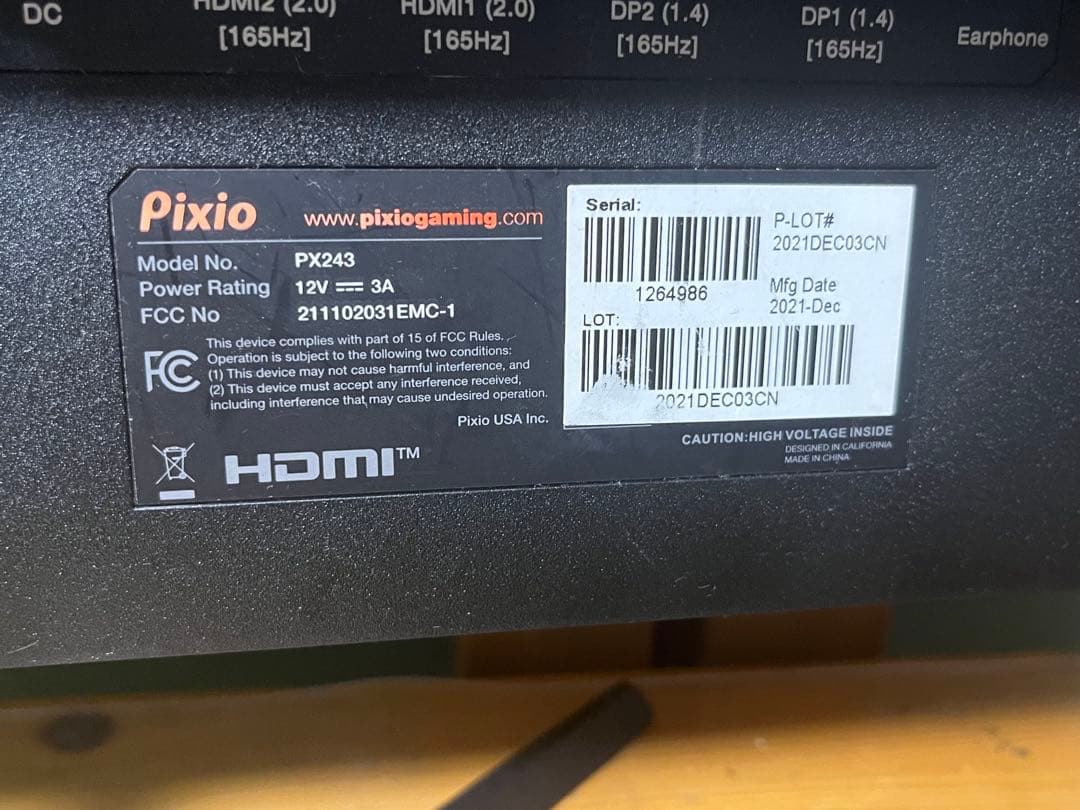 DC
HDMI2 (2.0)
[165Hz]
HDMI1 (2.0)
[165Hz]
DP2 (1.4)
[165Hz]
DP1 (1.4)
[165Hz]
Earphone
Pixio
www.pixiogaming.com
Model No. PX243
Power Rating 12V 3A
FCC No 211102031EMC-1
FC
This device complies with part of 15 of FCC Rules.
Operation is subject to the following two conditions:
(1) This device may not cause harmful interference, and
(2) This device must accept any interference received,
including interference that may cause undesired operation.
Pixio USA Inc.
HDMI™
Serial:
1264986
P-LOT#
2021DEC03CN
Mfg Date
2021-Dec
LOT:
2021DEC03CN
CAUTION:HIGH VOLTAGE INSIDE
DESIGNED IN CALIFORNIA
MADE IN CHINA